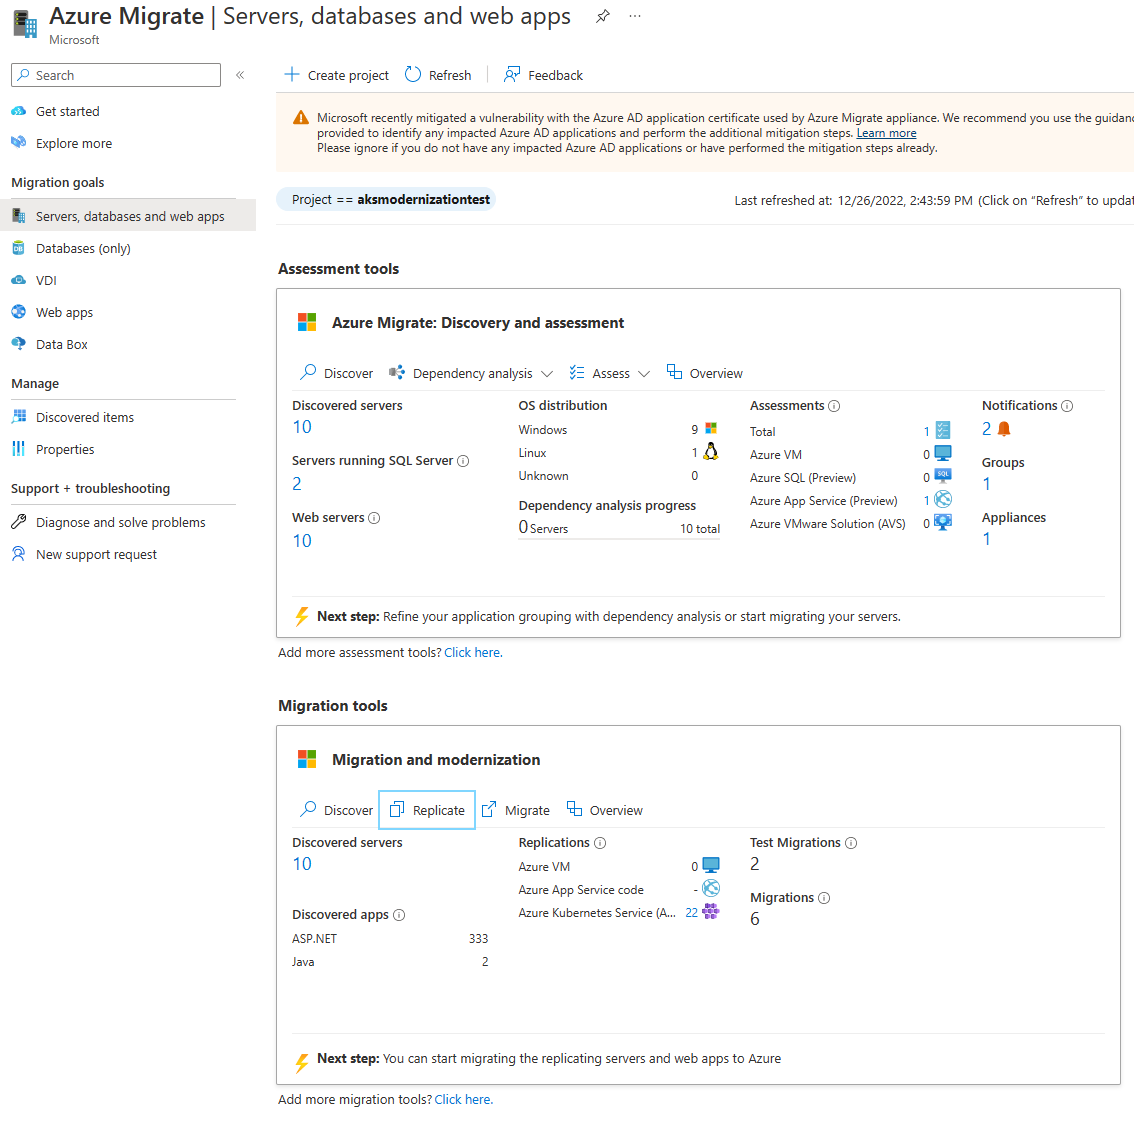 Azure Migrate | Servers, databases and web apps
Microsoft
Search
Create project
Refresh
Feedback
Get started
Explore more
Migration goals
Servers, databases and web apps
Databases (only)
VDI
Web apps
Data Box
Manage
Discovered items
Properties
Support + troubleshooting
Diagnose and solve problems
New support request
Microsoft recently mitigated a vulnerability with the Azure AD application certificate used by Azure Migrate appliance. We recommend you use the guidan
provided to identify any impacted Azure AD applications and perform the additional mitigation steps. Learn more
Please ignore if you do not have any impacted Azure AD applications or have performed the mitigation steps already.
Project == aksmodernizationtest
Last refreshed at: 12/26/2022, 2:43:59 PM (Click on “Refresh” to updat
Assessment tools
Azure Migrate: Discovery and assessment
Discover
Dependency analysis
Assess
Overview
Discovered servers
10
Servers running SQL Server
2
Web servers
10
OS distribution
Windows 9
Linux 1
Unknown 0
Dependency analysis progress
0 Servers 10 total
Assessments
Total 1
Azure VM 0
Azure SQL (Preview) 0
SQL
Azure App Service (Preview) 1
Azure VMware Solution (AVS) 0
Notifications
2
Groups
1
Appliances
1
Next step: Refine your application grouping with dependency analysis or start migrating your servers.
Add more assessment tools? Click here.
Migration tools
Migration and modernization
Discover
Replicate
Migrate
Overview
Discovered servers
10
Discovered apps
ASP.NET 333
Java 2
Replications
Azure VM 0
Azure App Service code -
Azure Kubernetes Service (A... 22
Test Migrations
2
Migrations
6
Next step: You can start migrating the replicating servers and web apps to Azure
Add more migration tools? Click here.